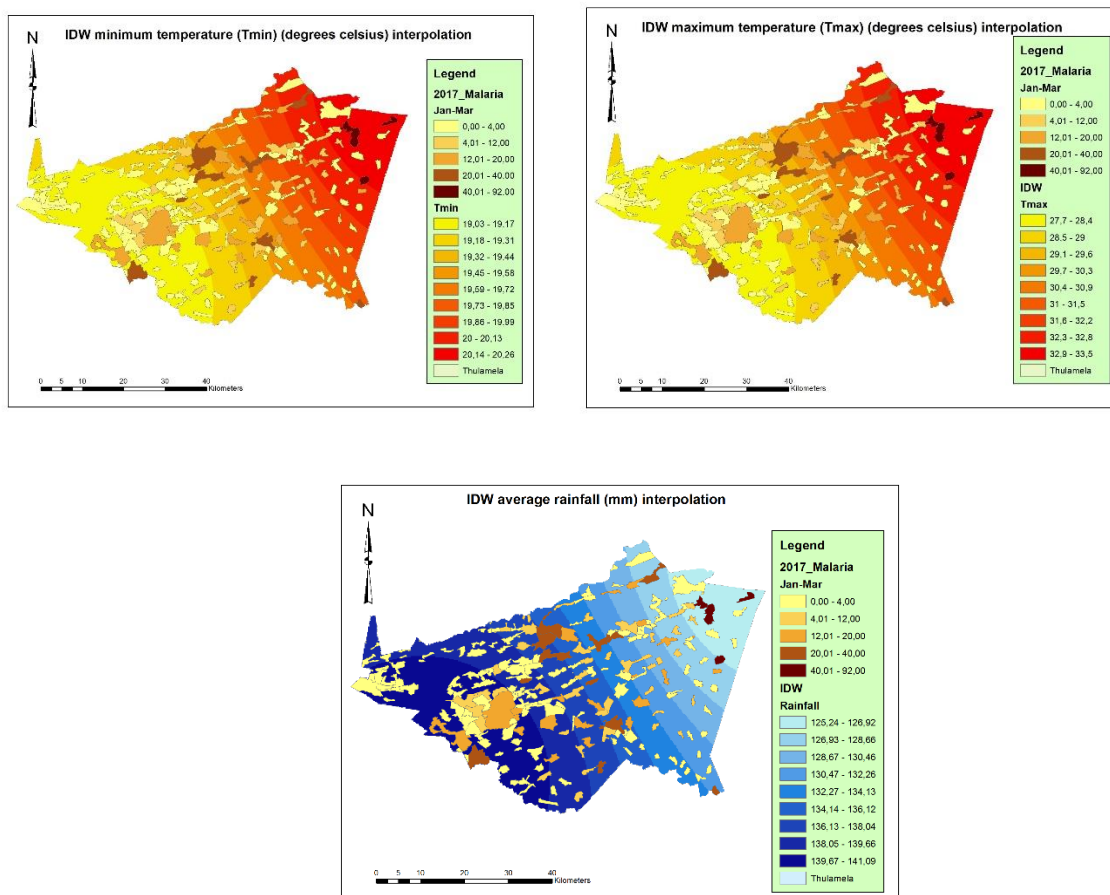 IDW minimum temperature (Tmin) (degrees celsius) interpolation
N
Legend
2017_Malaria
Jan-Mar
0,00 - 4,00
4,01 - 12,00
12,01 - 20,00
20,01 - 40,00
40,01 - 92,00
Tmin
19,03 - 19,17
19,18 - 19,31
19,32 - 19,44
19,45 - 19,58
19,59 - 19,72
19,73 - 19,85
19,86 - 19,99
20 - 20,13
20,14 - 20,26
Thulamela
0 5 10 20 30 40
Kilometers
IDW maximum temperature (Tmax) (degrees celsius) interpolation
N
Legend
2017_Malaria
Jan-Mar
0,00 - 4,00
4,01 - 12,00
12,01 - 20,00
20,01 - 40,00
40,01 - 92,00
IDW
Tmax
27,7 - 28,4
28,5 - 29
29,1 - 29,6
29,7 - 30,3
30,4 - 30,9
31 - 31,5
31,6 - 32,2
32,3 - 32,8
32,9 - 33,5
Thulamela
0 5 10 20 30 40
Kilometers
IDW average rainfall (mm) interpolation
N
Legend
2017_Malaria
Jan-Mar
0,00 - 4,00
4,01 - 12,00
12,01 - 20,00
20,01 - 40,00
40,01 - 92,00
IDW
Rainfall
125,24 - 126,92
126,93 - 128,66
128,67 - 130,46
130,47 - 132,26
132,27 - 134,13
134,14 - 136,12
136,13 - 138,04
138,05 - 139,66
139,67 - 141,09
Thulamela
0 5 10 20 30 40
Kilometers